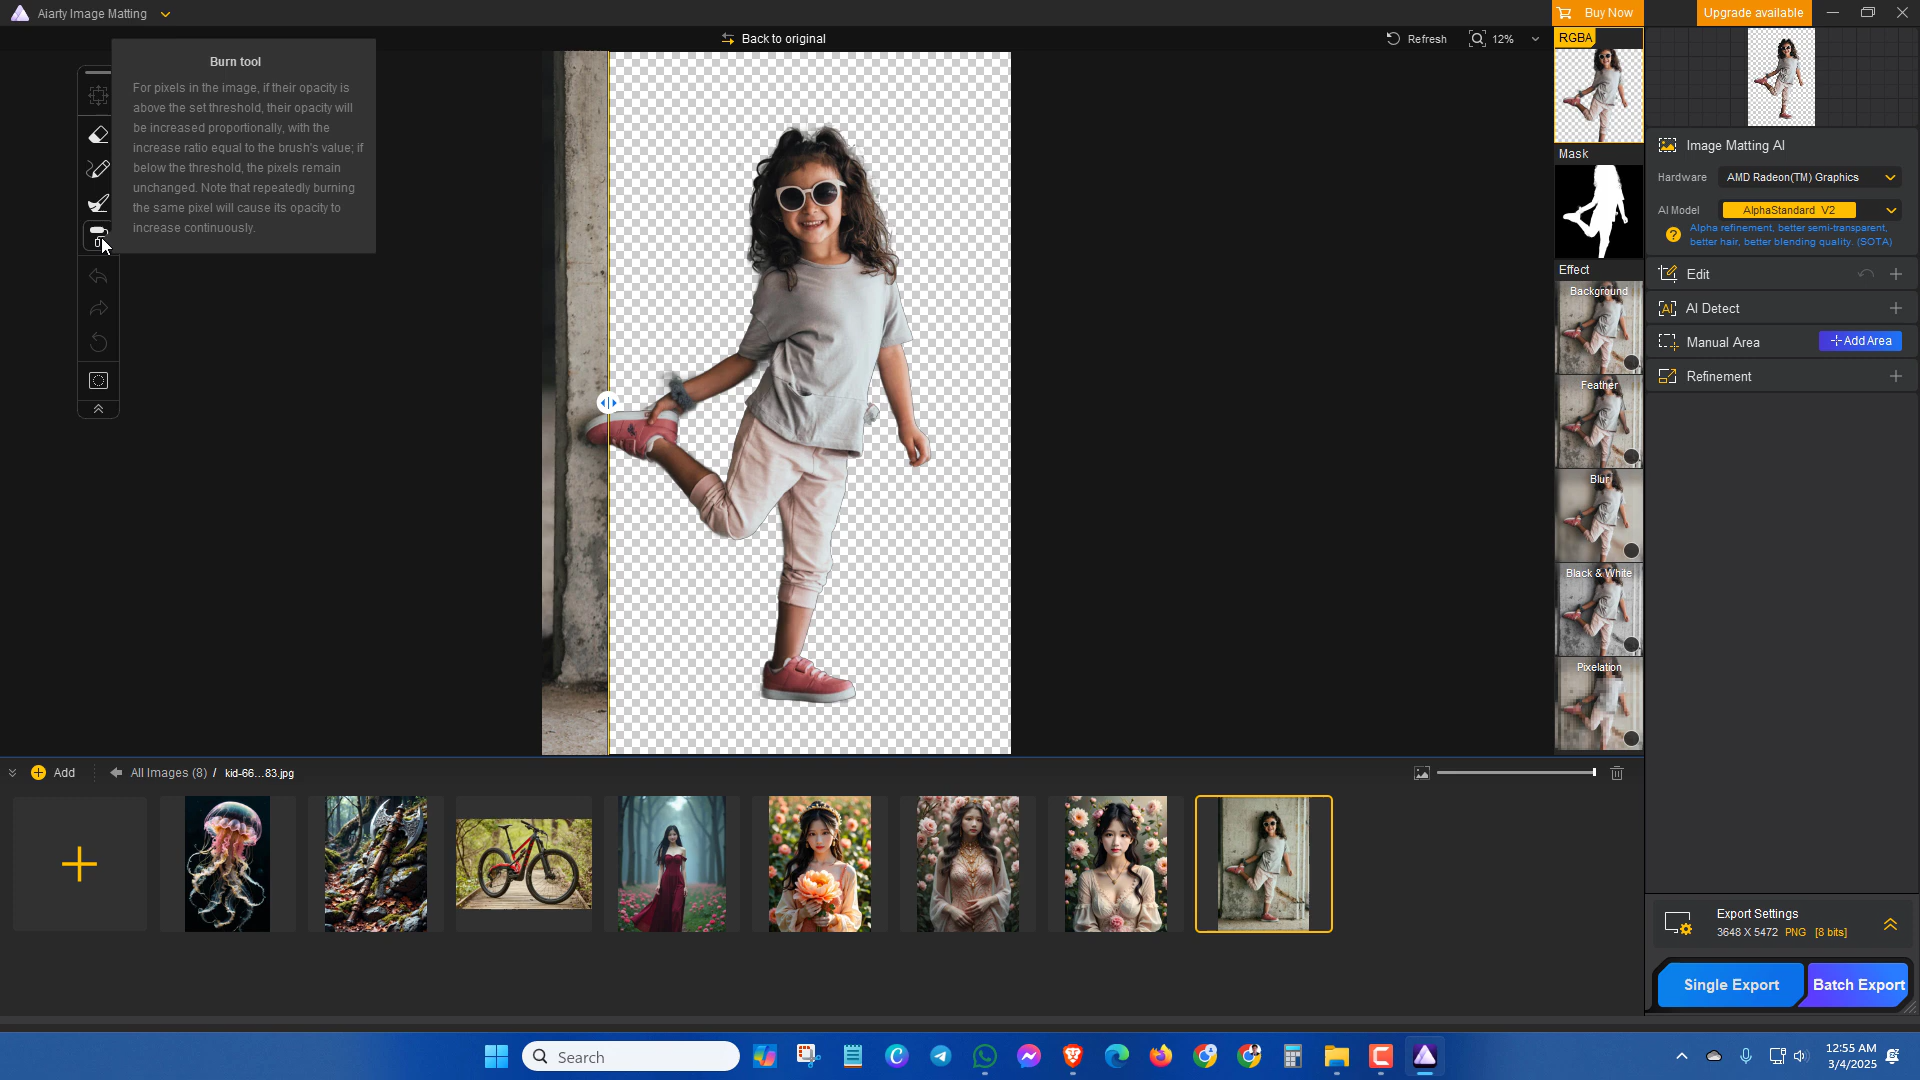 Aiarty Image Matting
Buy Now
Upgrade available
Back to original
Refresh
12%
Burn tool
For pixels in the image, if their opacity is
above the set threshold, their opacity will
be increased proportionally, with the
increase ratio equal to the brush's value; if
below the threshold, the pixels remain
unchanged. Note that repeatedly burning
the same pixel will cause its opacity to
increase continuously.
RGBA
Mask
Effect
Background
Feather
Blur
Black & White
Pixelation
Image Matting AI
Hardware
AMD Radeon(TM) Graphics
AI Model
AlphaStandard V2
?
Alpha refinement, better semi-transparent,
better hair, better blending quality. (SOTA)
Edit
AI Detect
Manual Area
Add Area
Refinement
Add
All Images (8) / kid-66...83.jpg
Export Settings
3648 X 5472 PNG [8 bits]
Single Export
Batch Export
Search
12:55 AM
3/4/2025